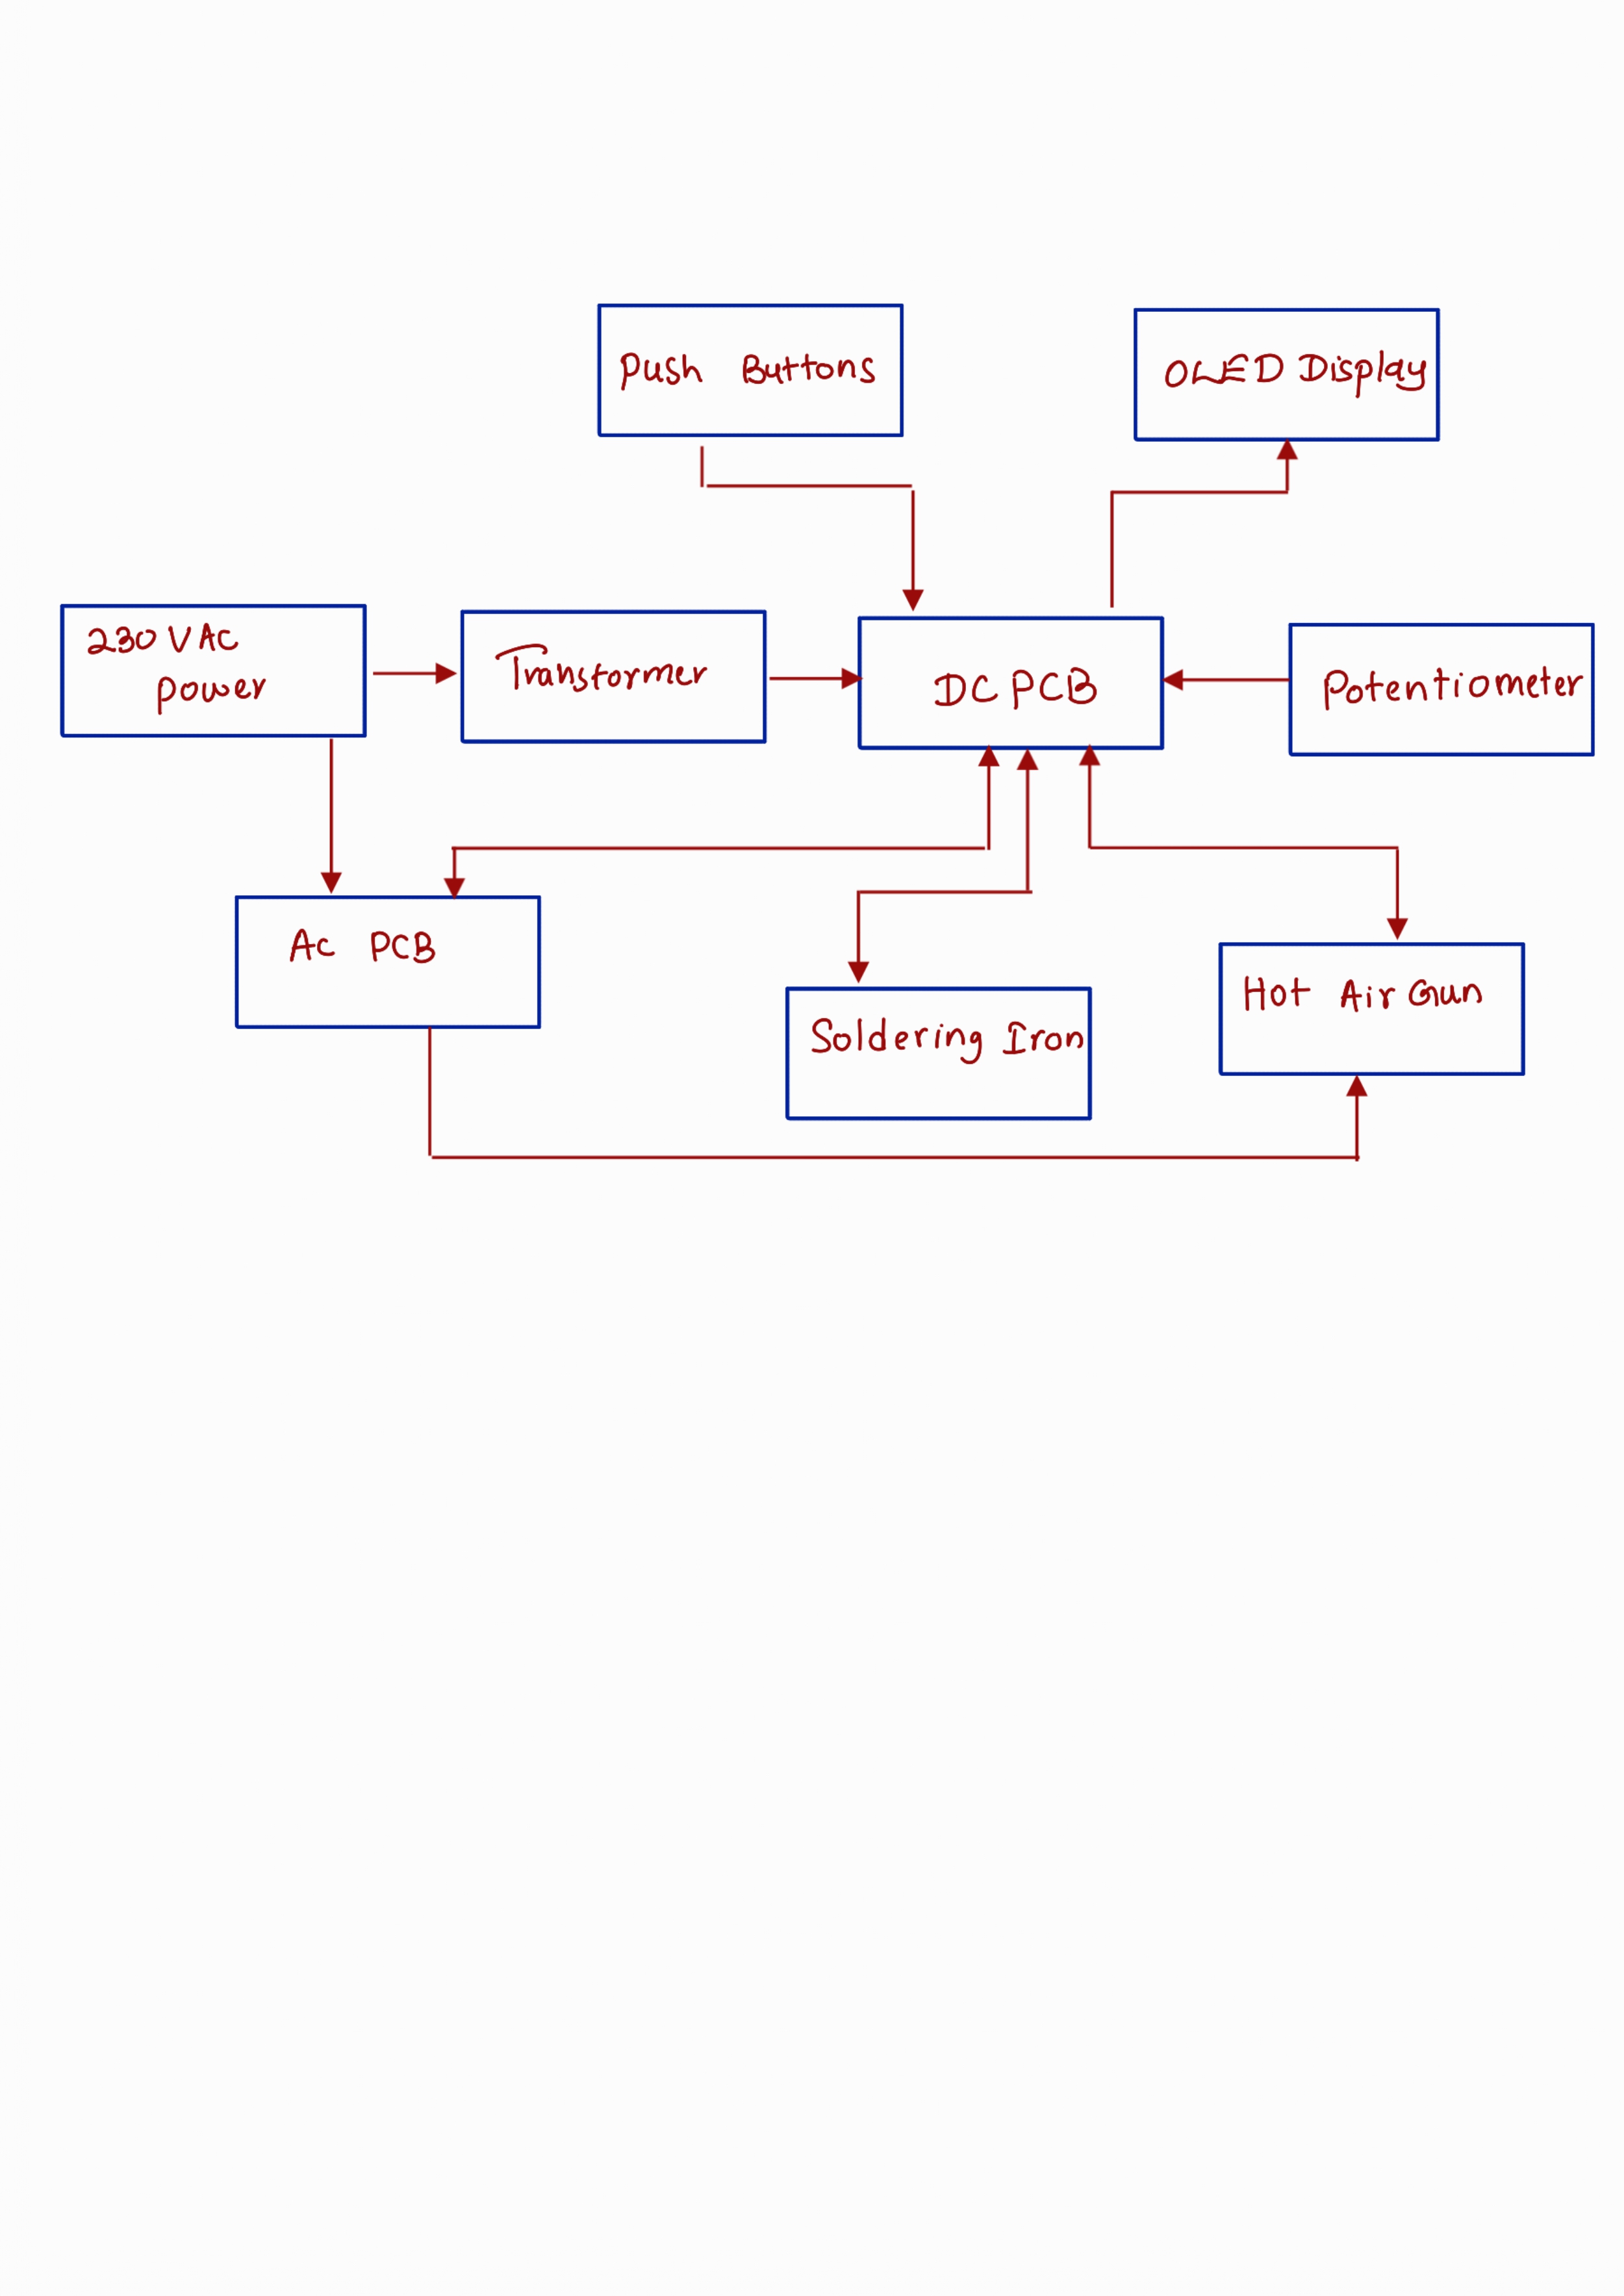 Push Buttons
OLED Display
230 VAc
Power
Transformer
DC PCB
Potentiometer
Ac PCB
Hot Air Gun
Soldering Iron